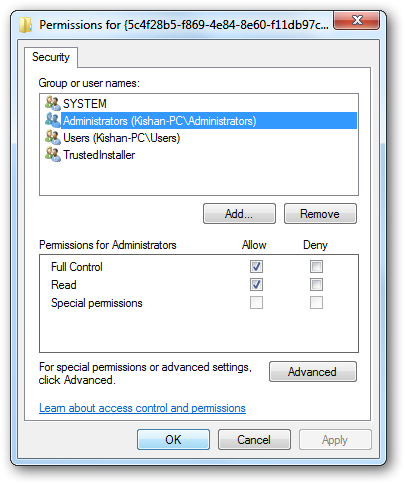 Permissions for {5c4f28b5-f869-4e84-8e60-f11db97c...
Security
Group or user names:
SYSTEM
Administrators (Kishan-PC\Administrators)
Users (Kishan-PC\Users)
TrustedInstaller
Add... Remove
Permissions for Administrators Allow Deny
Full Control
Read
Special permissions
For special permissions or advanced settings,
click Advanced. Advanced
Learn about access control and permissions
OK Cancel Apply